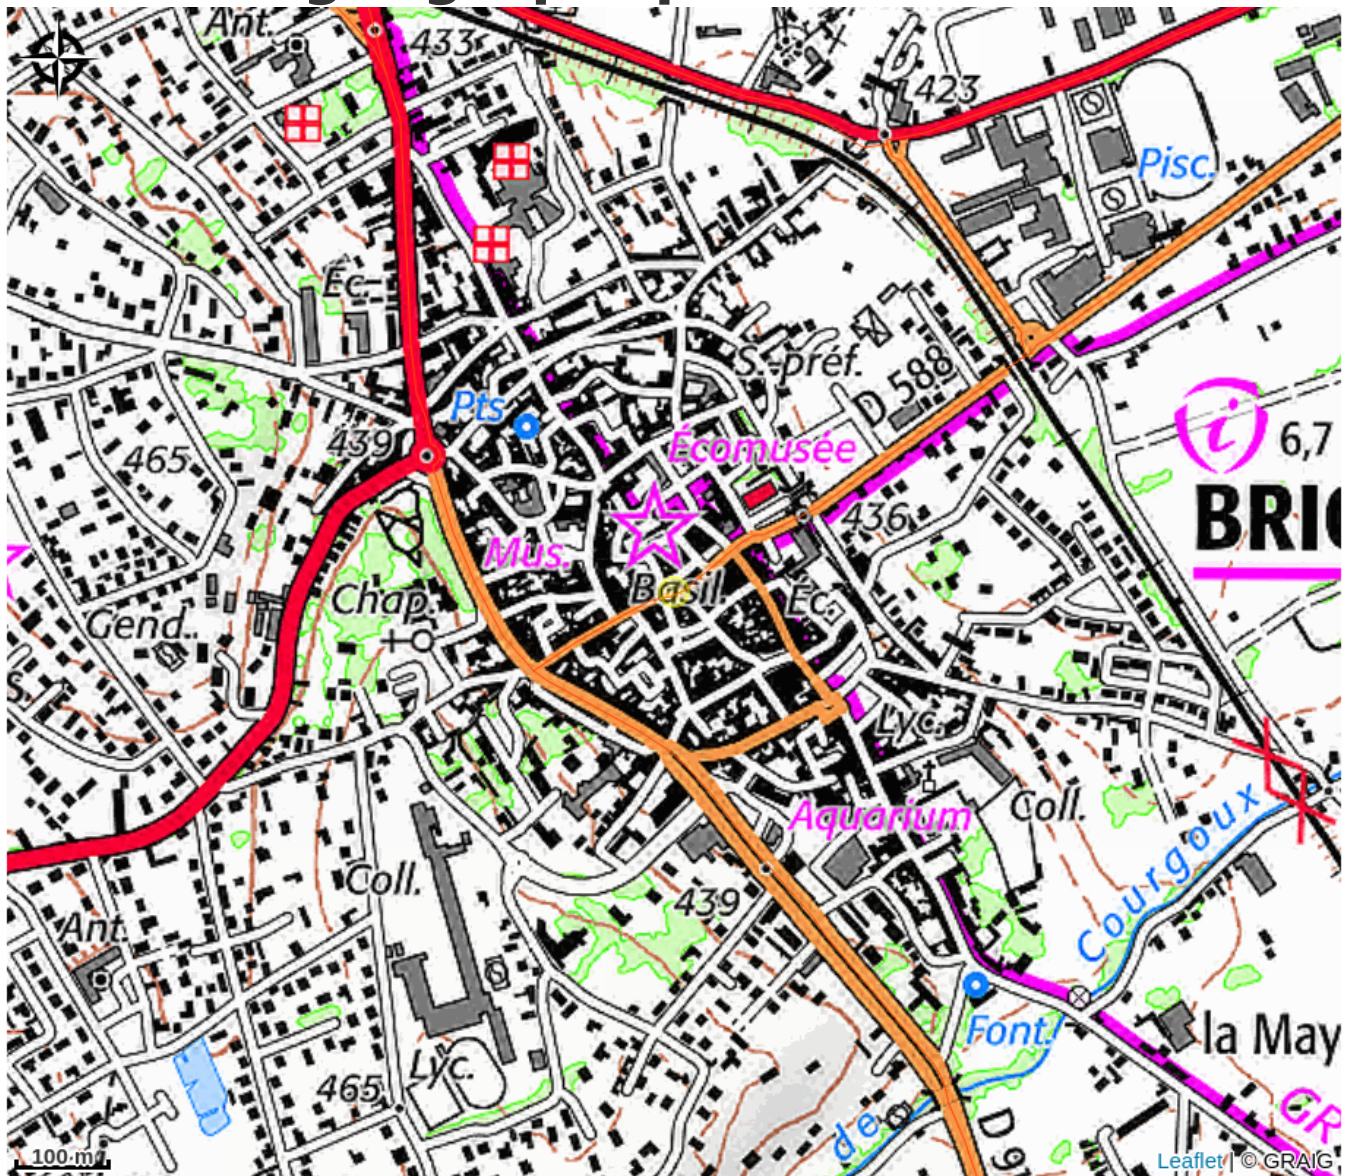 Ant.
433
423
Pisc.
Éc.
S.-préf.
D 588
Pts
439
Écomusée
465
6,7
BRI
436
Mus.
Basil.
Éc.
Chap.
Gend.
S.
Lyc.
Aquarium
Coll.
Courgoux
Coll.
439
Ant.
Font.
la May
Lyc.
465
GR
de
D 9
100 m
Leaflet | © GRAIG